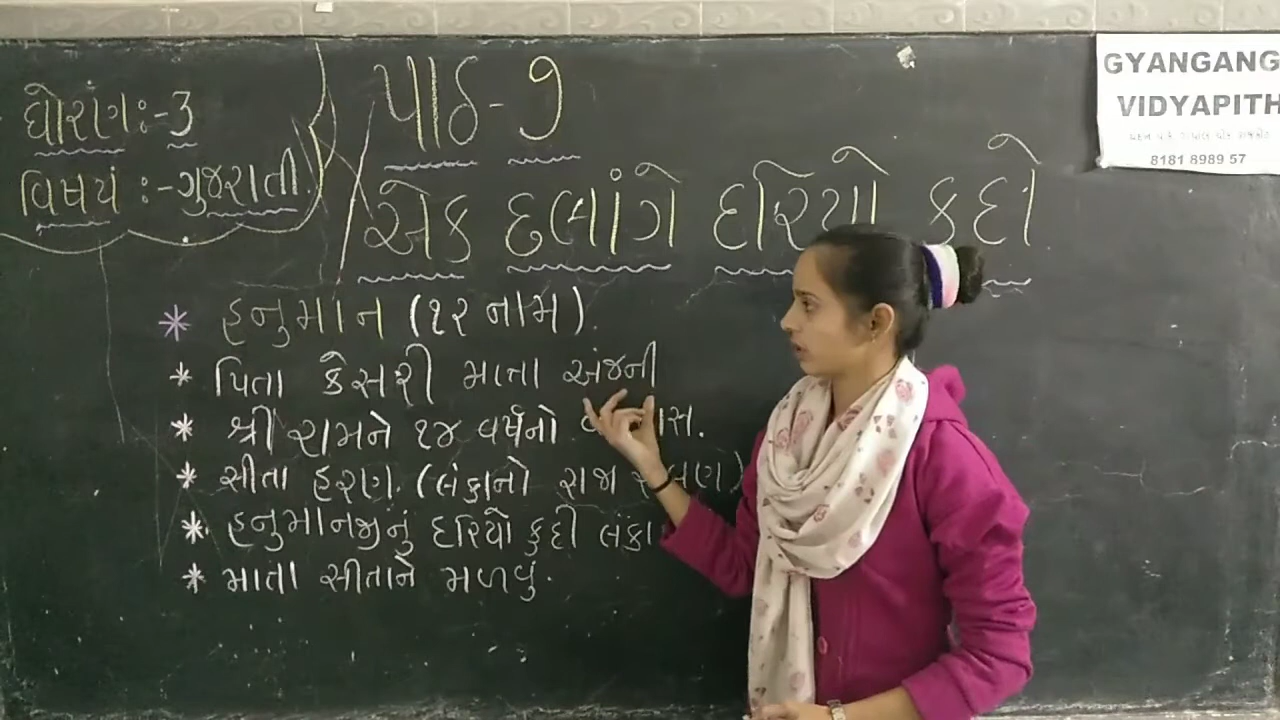 ધોરણઃ-3
વિષય ઃ-ગુજરાતી
પાઠ-૭
એક છલાંગે દરિયો કૂદ્યો
GYANGANG
VIDYAPITH
8181 8989 57
* હનુમાન (૧૨ નામ).
* પિતા કેસરી માતા અંજની
* શ્રી રામને ૧૪ વર્ષનો
* સીતા હરણ. (લંકાનો રાજા
* હનુમાનજીનું દરિયો કુદી લંકા
* માતા સીતાને મળવું.